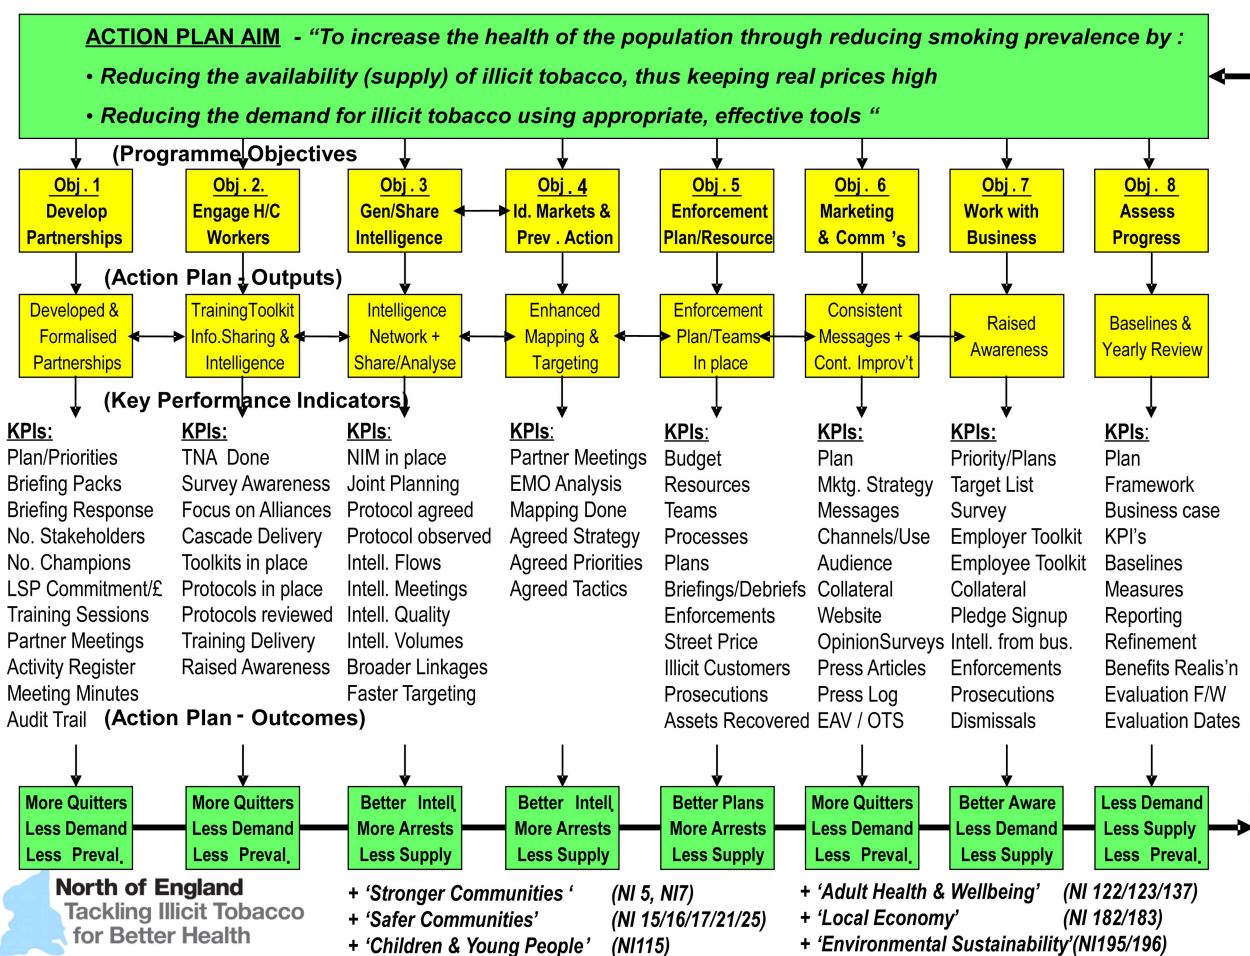 ACTION PLAN AIM - “To increase the health of the population through reducing smoking prevalence by :
• Reducing the availability (supply) of illicit tobacco, thus keeping real prices high
• Reducing the demand for illicit tobacco using appropriate, effective tools “
(Programme Objectives
Obj . 1
Develop
Partnerships
Obj . 2.
Engage H/C
Workers
Obj . 3
Gen/Share
Intelligence
Obj . 4
Id. Markets &
Prev . Action
Obj . 5
Enforcement
Plan/Resource
Obj . 6
Marketing
& Comm 's
Obj . 7
Work with
Business
Obj . 8
Assess
Progress
(Action Plan - Outputs)
Developed &
Formalised
Partnerships
TrainingToolkit
Info.Sharing &
Intelligence
Intelligence
Network +
Share/Analyse
Enhanced
Mapping &
Targeting
Enforcement
Plan/Teams
In place
Consistent
Messages +
Cont. Improv't
Raised
Awareness
Baselines &
Yearly Review
(Key Performance Indicators)
KPIs:
Plan/Priorities
Briefing Packs
Briefing Response
No. Stakeholders
No. Champions
LSP Commitment/£
Training Sessions
Partner Meetings
Activity Register
Meeting Minutes
Audit Trail
KPIs:
TNA Done
Survey Awareness
Focus on Alliances
Cascade Delivery
Toolkits in place
Protocols in place
Protocols reviewed
Training Delivery
Raised Awareness
KPIs:
NIM in place
Joint Planning
Protocol agreed
Protocol observed
Intell. Flows
Intell. Meetings
Intell. Quality
Intell. Volumes
Broader Linkages
Faster Targeting
KPIs:
Partner Meetings
EMO Analysis
Mapping Done
Agreed Strategy
Agreed Priorities
Agreed Tactics
KPIs:
Budget
Resources
Teams
Processes
Plans
Briefings/Debriefs
Enforcements
Street Price
Illicit Customers
Prosecutions
Assets Recovered
KPIs:
Plan
Mktg. Strategy
Messages
Channels/Use
Audience
Collateral
Website
OpinionSurveys
Press Articles
Press Log
EAV / OTS
KPIs:
Priority/Plans
Target List
Survey
Employer Toolkit
Employee Toolkit
Collateral
Pledge Signup
Intell. from bus.
Enforcements
Prosecutions
Dismissals
KPIs:
Plan
Framework
Business case
KPI's
Baselines
Measures
Reporting
Refinement
Benefits Realis'n
Evaluation F/W
Evaluation Dates
(Action Plan - Outcomes)
More Quitters
Less Demand
Less Preval.
More Quitters
Less Demand
Less Preval.
Better Intell.
More Arrests
Less Supply
Better Intell.
More Arrests
Less Supply
Better Plans
More Arrests
Less Supply
More Quitters
Less Demand
Less Preval.
Better Aware
Less Demand
Less Supply
Less Demand
Less Supply
Less Preval.
North of England
Tackling Illicit Tobacco
for Better Health
+ ‘Stronger Communities ‘ (NI 5, NI7)
+ ‘Safer Communities’ (NI 15/16/17/21/25)
+ ‘Children & Young People’ (NI115)
+ ‘Adult Health & Wellbeing’ (NI 122/123/137)
+ ‘Local Economy’ (NI 182/183)
+ ‘Environmental Sustainability’(NI195/196)